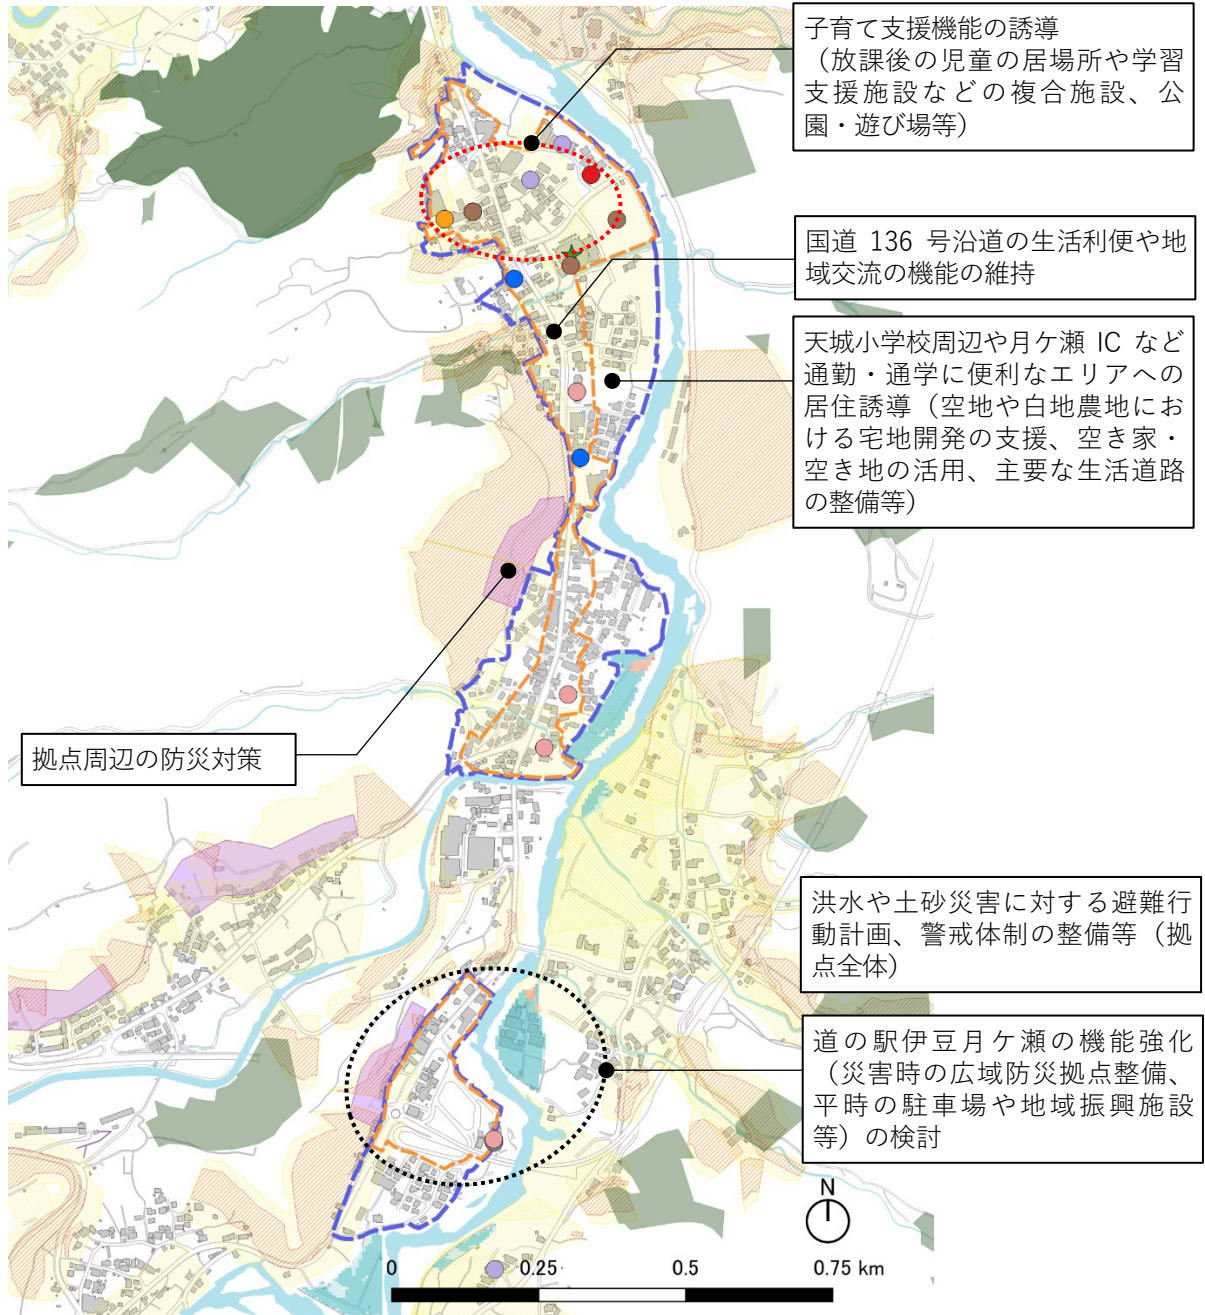 子育て支援機能の誘導
（放課後の児童の居場所や学習
支援施設などの複合施設、公
園・遊び場等）
国道 136 号沿道の生活利便や地
域交流の機能の維持
天城小学校周辺や月ケ瀬 IC など
通勤・通学に便利なエリアへの
居住誘導（空地や白地農地にお
ける宅地開発の支援、空き家・
空き地の活用、主要な生活道路
の整備等）
拠点周辺の防災対策
洪水や土砂災害に対する避難行
動計画、警戒体制の整備等（拠
点全体）
道の駅伊豆月ケ瀬の機能強化
（災害時の広域防災拠点整備、
平時の駐車場や地域振興施設
等）の検討
N
0 0.25 0.5 0.75 km